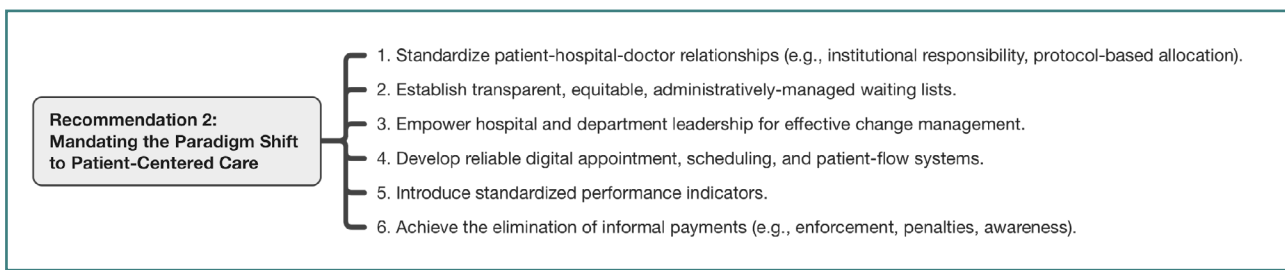 Recommendation 2:
Mandating the Paradigm Shift
to Patient-Centered Care
1. Standardize patient-hospital-doctor relationships (e.g., institutional responsibility, protocol-based allocation).
2. Establish transparent, equitable, administratively-managed waiting lists.
3. Empower hospital and department leadership for effective change management.
4. Develop reliable digital appointment, scheduling, and patient-flow systems.
5. Introduce standardized performance indicators.
6. Achieve the elimination of informal payments (e.g., enforcement, penalties, awareness).